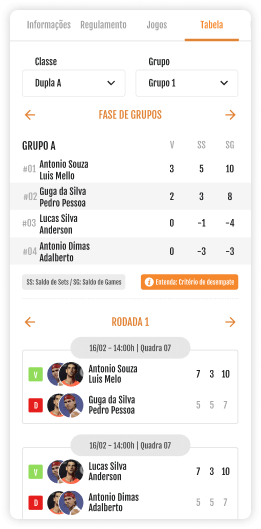 Informações Regulamento Jogos Tabela
Classe Grupo
Dupla A Grupo 1
FASE DE GRUPOS
GRUPO A V SS SG
#01 Antonio Souza
Luis Mello 3 5 10
#02 Guga da Silva
Pedro Pessoa 2 3 8
#03 Lucas Silva
Anderson 0 -1 -4
#04 Antonio Dimas
Adalberto 0 -3 -3
SS: Saldo de Sets / SG: Saldo de Games
Entenda: Critério de desempate
RODADA 1
16/02 - 14:00h | Quadra 07
V Antonio Souza
Luis Melo 7 3 10
D Guga da Silva
Pedro Pessoa 5 5 7
16/02 - 14:00h | Quadra 07
V Lucas Silva
Anderson 7 3 10
D Antonio Dimas
Adalberto 5 5 7